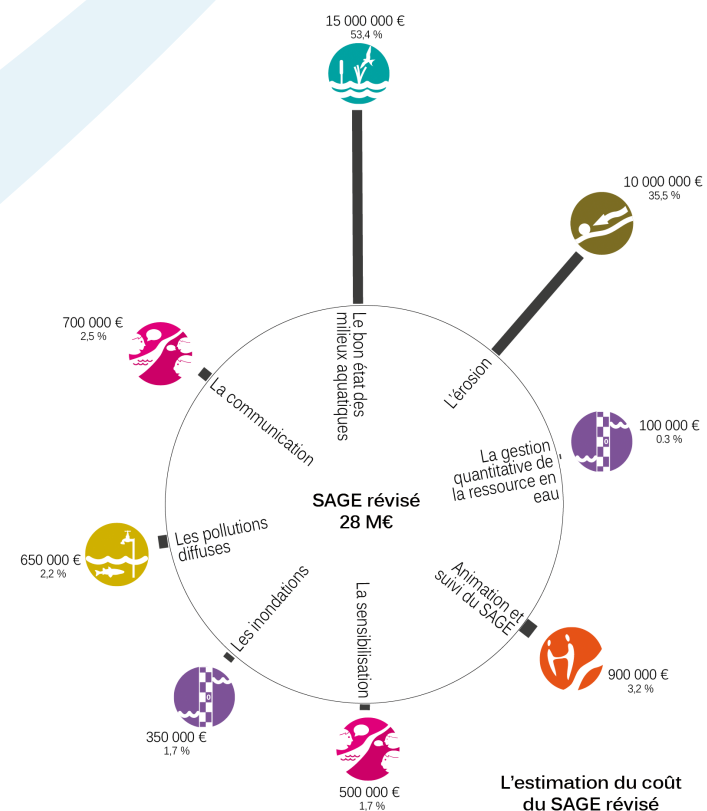 15 000 000 €
53,4 %
10 000 000 €
35,5 %
700 000 €
2,5 %
Le bon état des
milieux aquatiques
L'érosion
La communication
100 000 €
0.3 %
La gestion
quantitative de
la ressource en
eau
SAGE révisé
28 M€
Les pollutions
diffuses
650 000 €
2,2 %
Animation et
suivi du SAGE
Les inondations
La sensibilisation
900 000 €
3,2 %
350 000 €
1,7 %
500 000 €
1,7 %
L'estimation du coût
du SAGE révisé
0
0